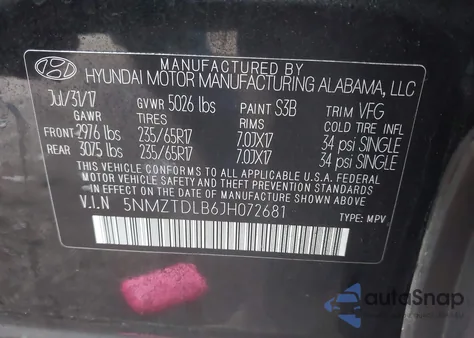 MANUFACTURED BY
HYUNDAI MOTOR MANUFACTURING ALABAMA, LLC
Jul/31/17 GVWR 5026 lbs PAINT S3B TRIM VFG
GAWR TIRES RIMS COLD TIRE INFL
FRONT 2976 lbs 235/65R17 7.0JX17 34 psi SINGLE
REAR 3075 lbs 235/65R17 7.0JX17 34 psi SINGLE
THIS VEHICLE CONFORMS TO ALL APPLICABLE U.S.
FEDERAL MOTOR VEHICLE SAFETY AND THEFT PREVENTION
STANDARDS IN EFFECT ON THE DATE OF MANUFACTURE SHOWN ABOVE.
V.I.N 5NMZTDLB6JH072681
TYPE: MPV
autoSnap